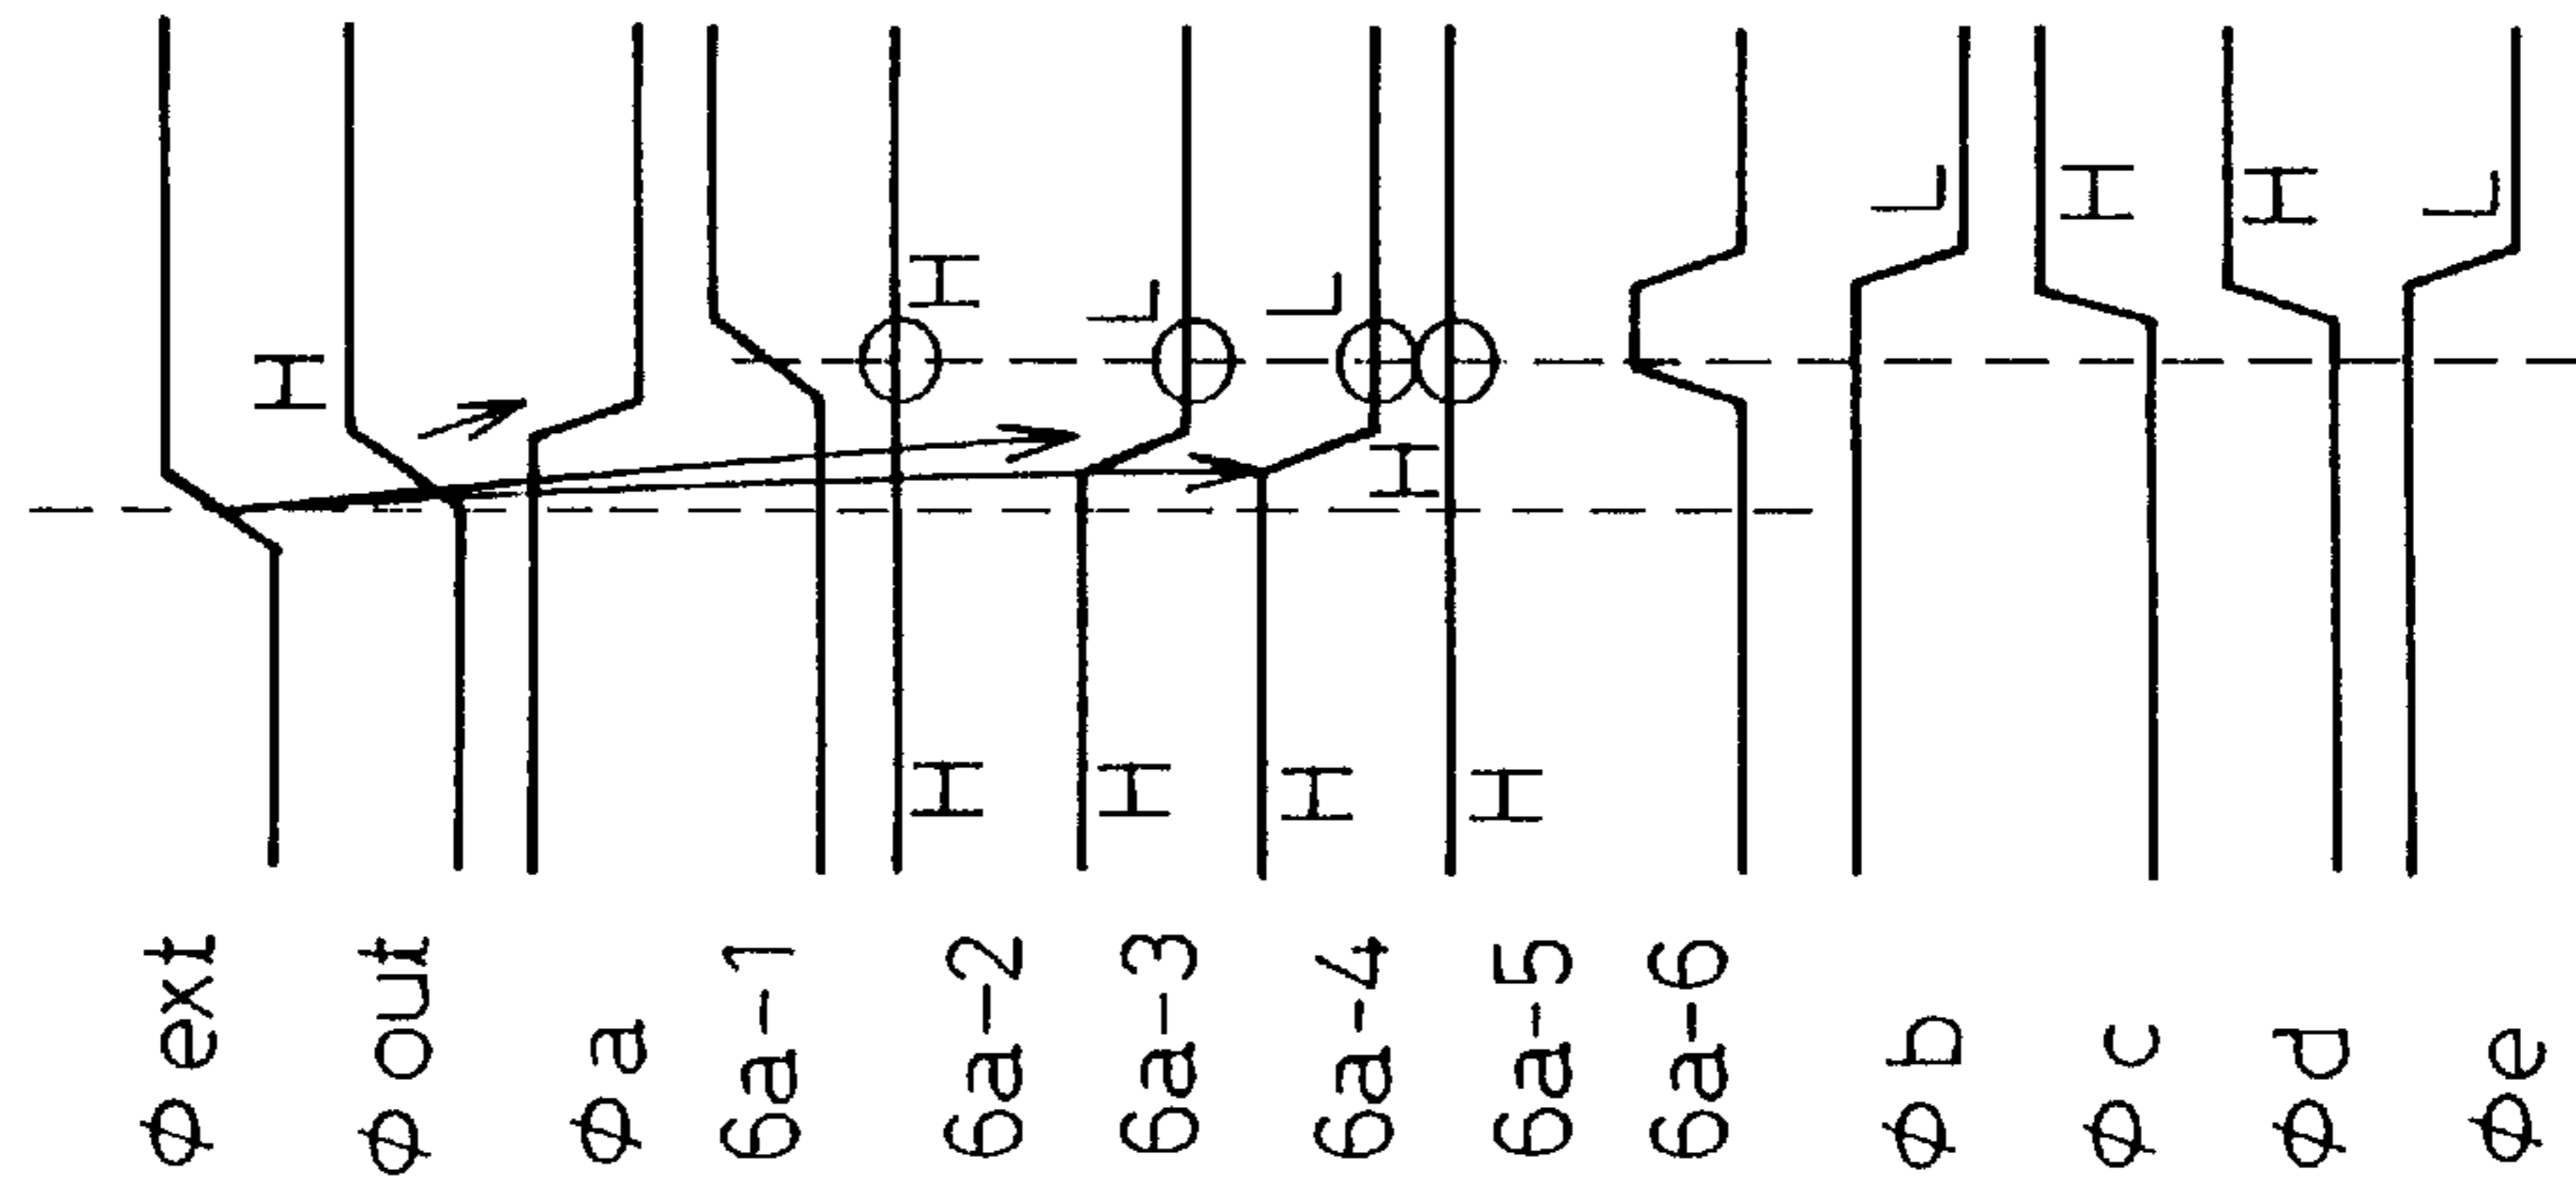 φext
φout H
φa
6a-1
6a-2 H H
6a-3 H L
6a-4 H L
6a-5 H H
6a-6
φb L
φc H
φd H
φe L